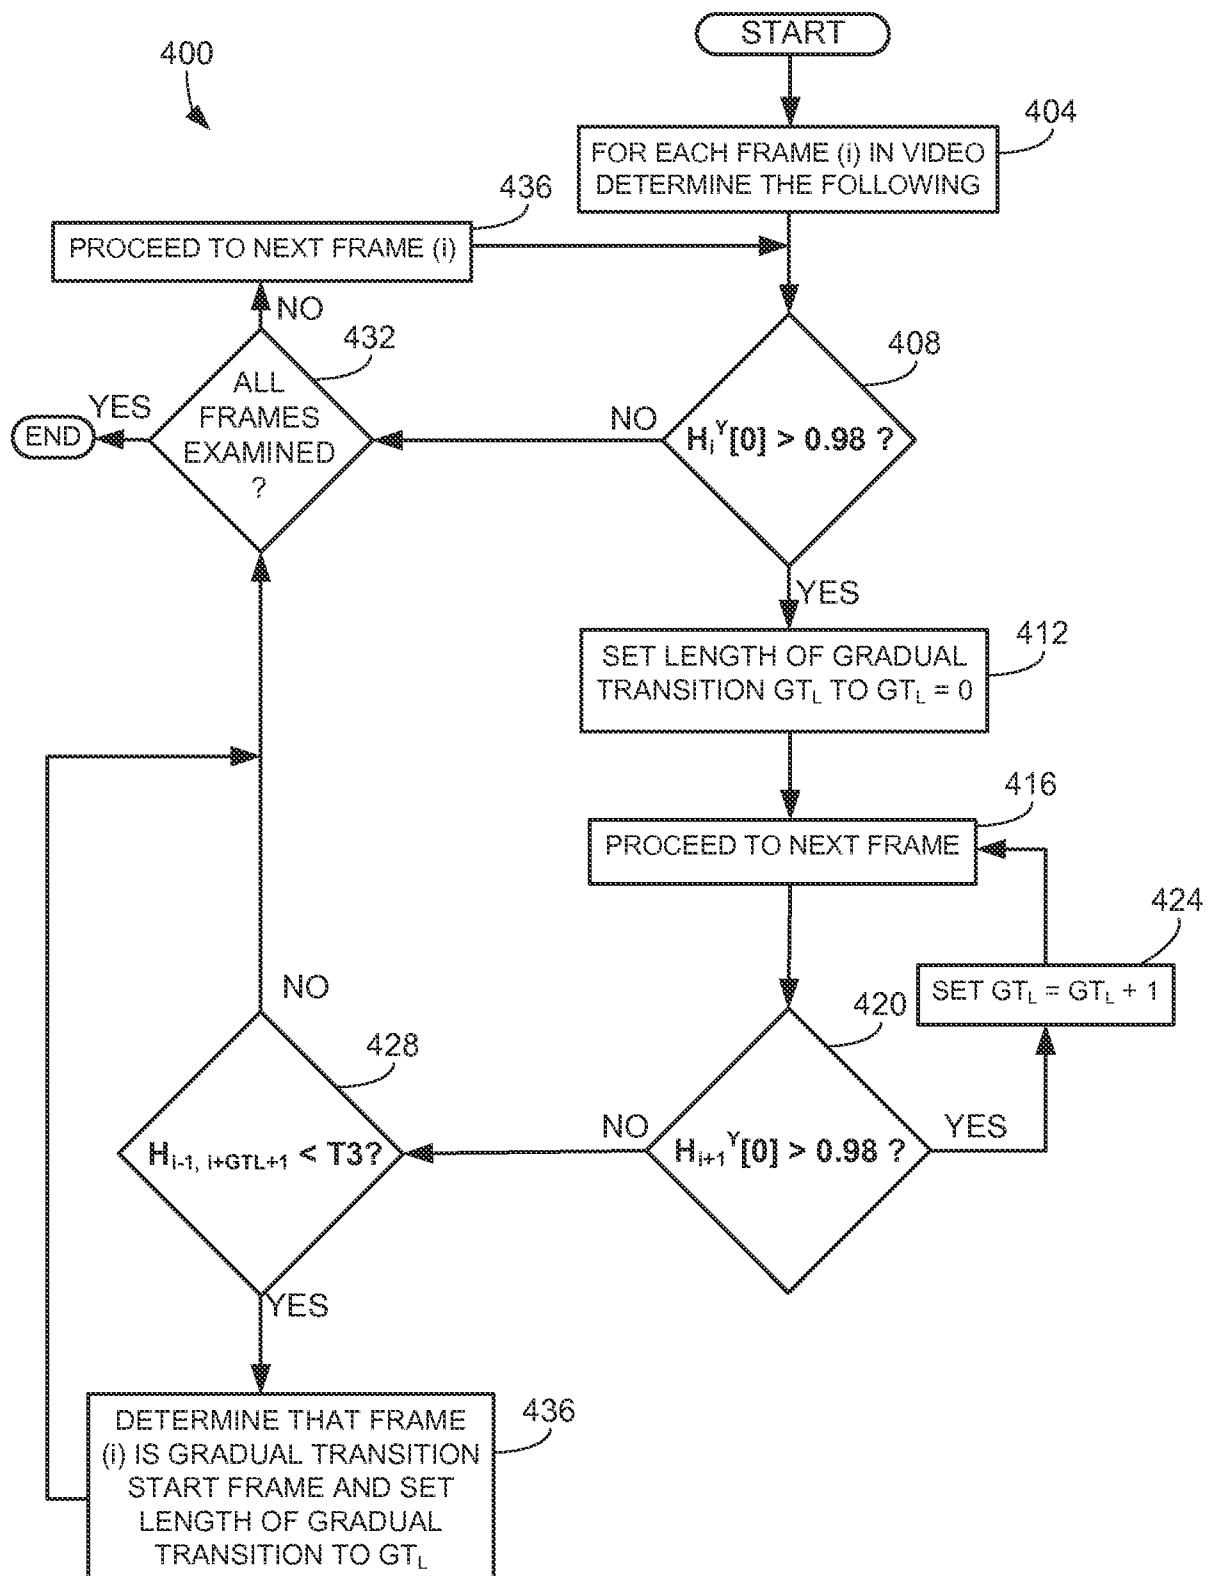 START
400
404
FOR EACH FRAME (i) IN VIDEO
DETERMINE THE FOLLOWING
436
PROCEED TO NEXT FRAME (i)
NO
432
408
ALL
FRAMES
EXAMINED
?
YES
END
NO
H_i^Y[0] > 0.98 ?
YES
412
SET LENGTH OF GRADUAL
TRANSITION GT_L TO GT_L = 0
416
PROCEED TO NEXT FRAME
424
SET GT_L = GT_L + 1
NO
420
428
NO
YES
H_{i-1, i+GTL+1} < T3?
H_{i+1}^Y[0] > 0.98 ?
YES
436
DETERMINE THAT FRAME
(i) IS GRADUAL TRANSITION
START FRAME AND SET
LENGTH OF GRADUAL
TRANSITION TO GT_L